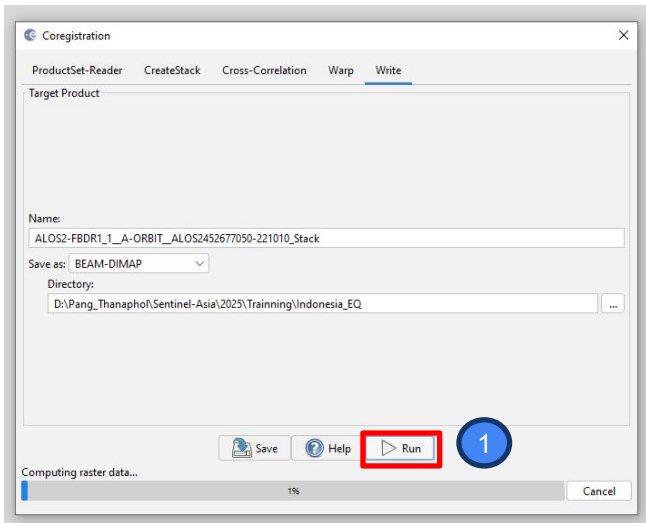 Coregistration
ProductSet-Reader CreateStack Cross-Correlation Warp Write
Target Product
Name:
ALOS2-FBDR1_1__A-ORBIT__ALOS2452677050-221010_Stack
Save as: BEAM-DIMAP
Directory:
D:\Pang_Thanaphol\Sentinel-Asia\2025\Trainning\Indonesia_EQ
...
Save Help Run 1
Computing raster data...
1% Cancel